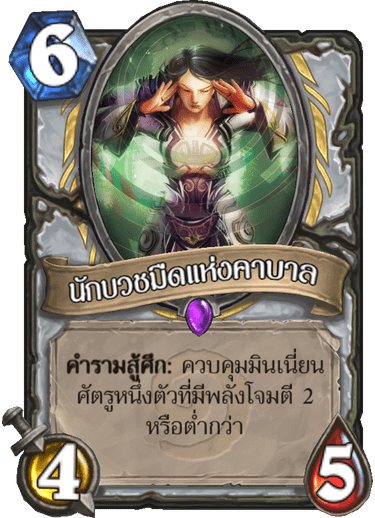 6
นักบวชมืดแห่งคาบาล
คำรามสู้ศึก: ควบคุมมินเนี่ยน
ศัตรูหนึ่งตัวที่มีพลังโจมตี 2
หรือต่ำกว่า
4
5